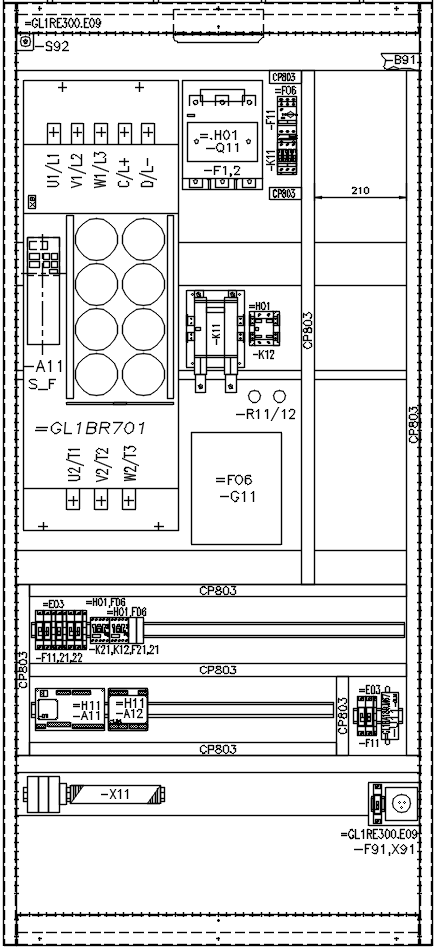 =GL1RE300.E09
-S92
-B91
CP803
=F06
-F11
-K11
CP803
=.H01
-Q11
-F1,2
U1/L1
V1/L2
W1/L3
C/L+
D/L-
X8
210
-K11
=H01
-K12
CP803
-A11
S_F
-R11/12
CP803
=GL1BR701
=F06
-G11
U2/T1
V2/T2
W2/T3
CP803
=E03
=H01,F06
=H01,F06
-F11,21,22
-K21,K12,F21,21
CP803
CP803
=H11
-A11
=H11
-A12
CP803
=E03
-F11
-U11
CP803
-X11
=GL1RE300.E09
-F91,X91